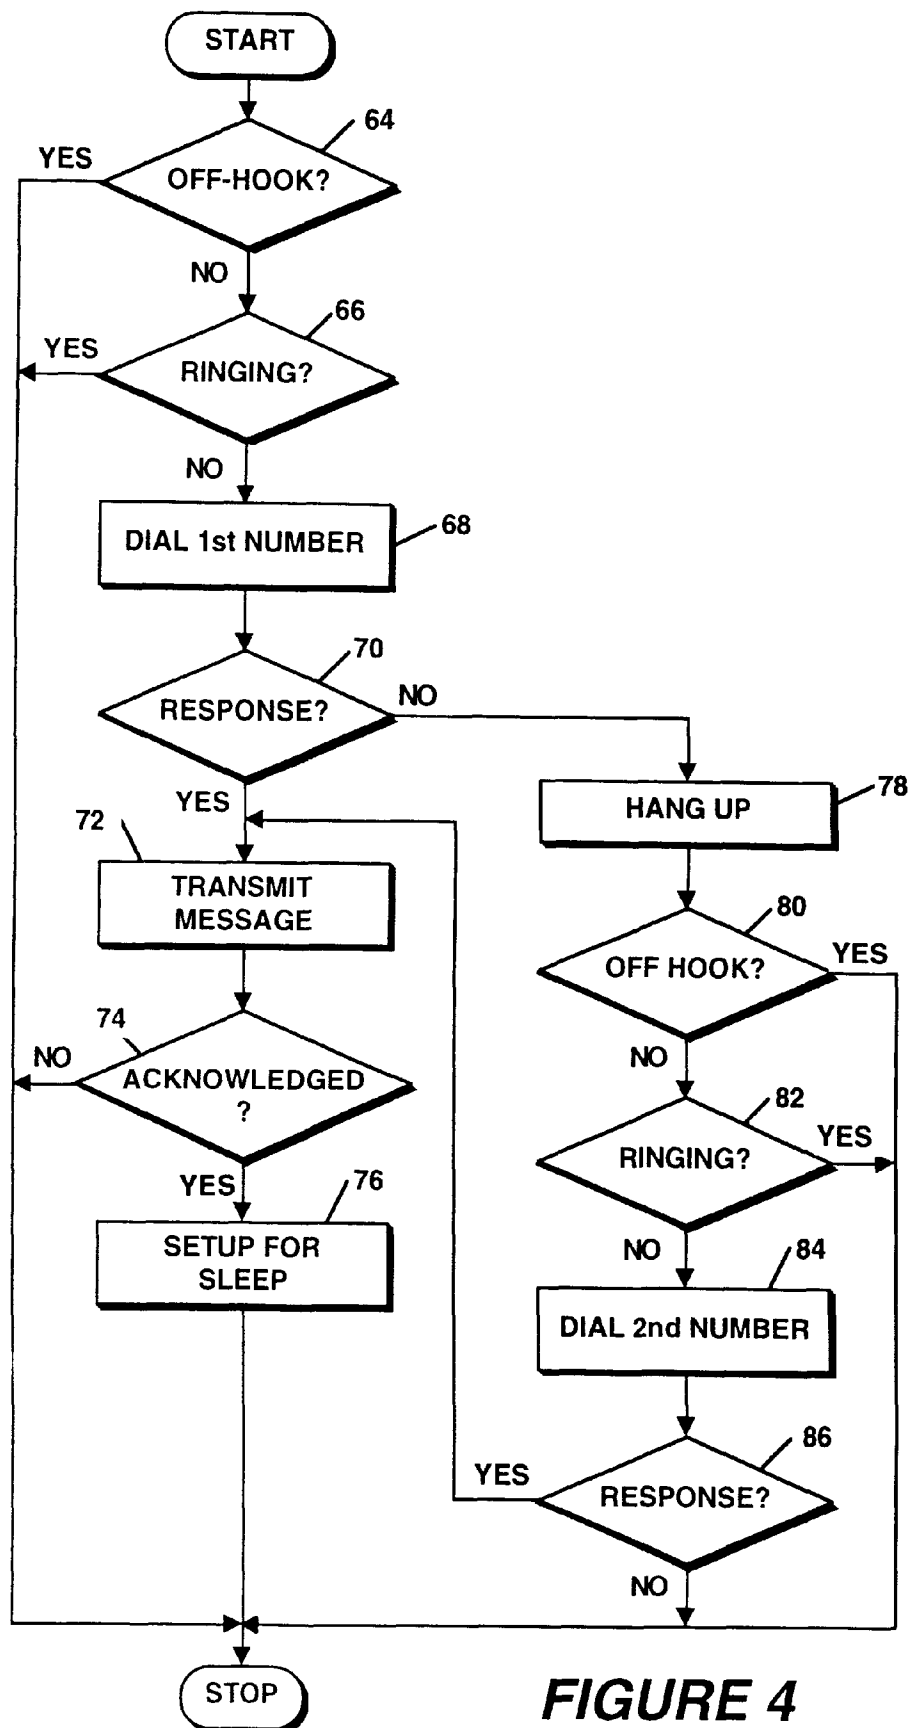 START
64
YES
OFF-HOOK?
NO
66
YES
RINGING?
NO
DIAL 1st NUMBER
68
70
RESPONSE?
NO
YES
72
TRANSMIT
MESSAGE
74
NO
ACKNOWLEDGED
?
YES
76
SETUP FOR
SLEEP
78
HANG UP
80
OFF HOOK?
YES
NO
82
RINGING?
YES
NO
84
DIAL 2nd NUMBER
86
YES
RESPONSE?
NO
STOP
FIGURE 4